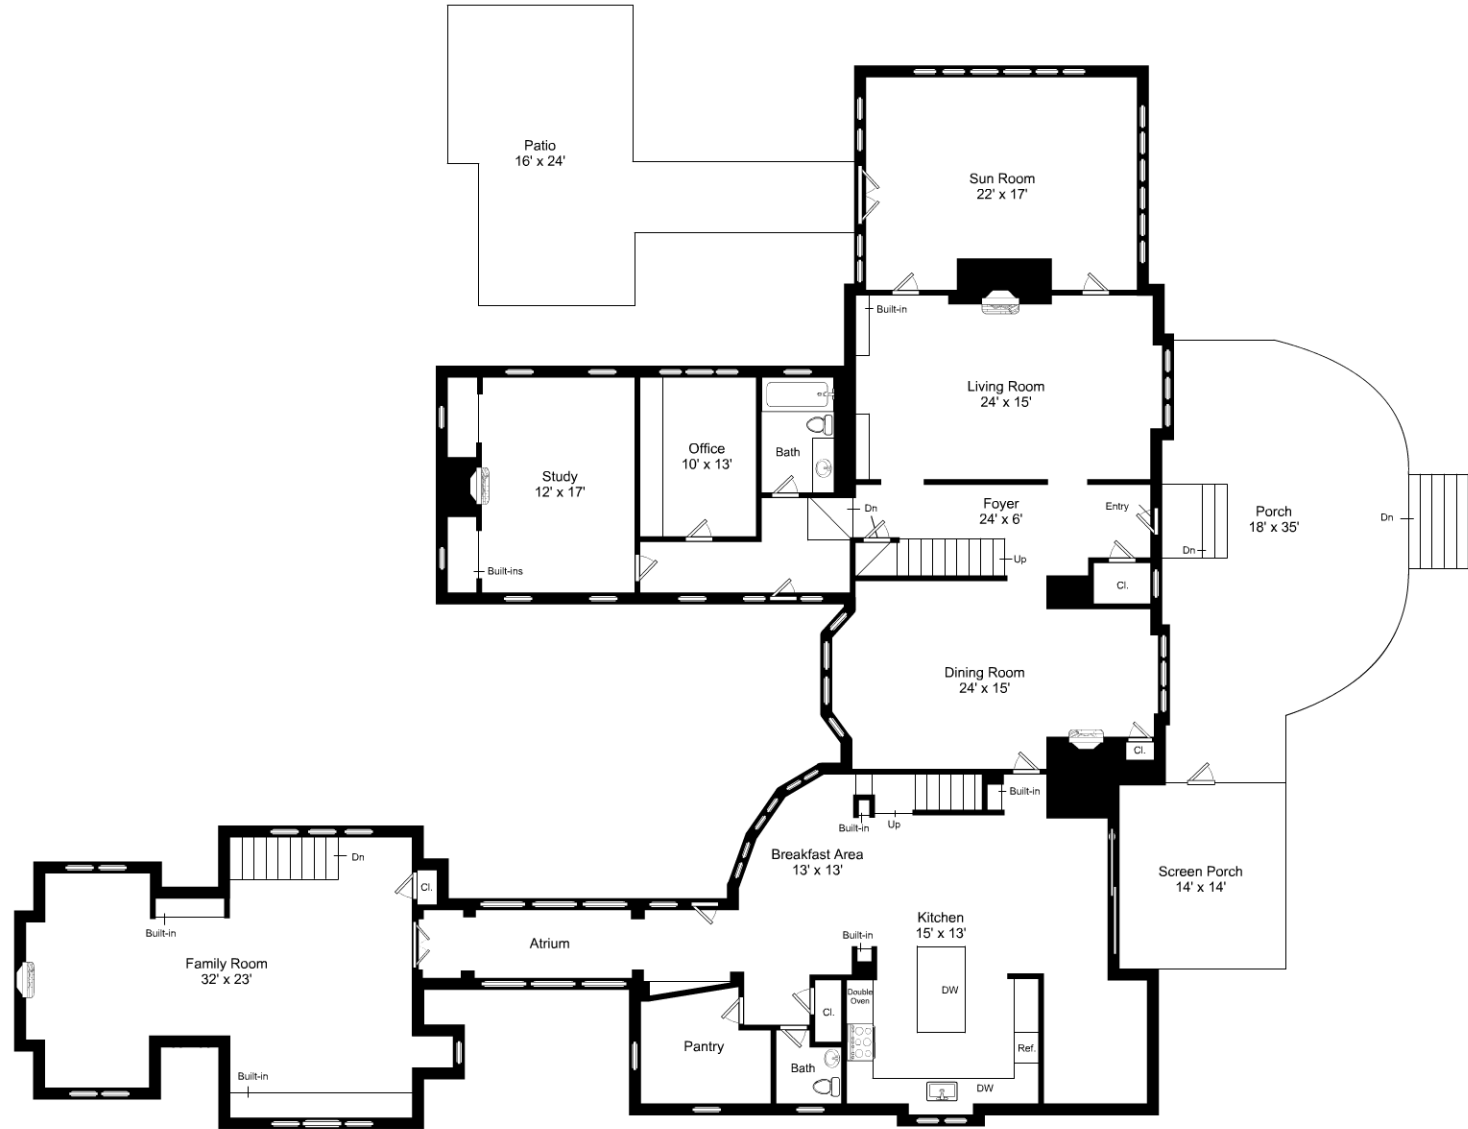 Patio
16' x 24'
Sun Room
22' x 17'
Built-in
Living Room
24' x 15'
Office
10' x 13'
Bath
Study
12' x 17'
Built-ins
Dn
Foyer
24' x 6'
Entry
Up
Dn
Cl.
Porch
18' x 35'
Dn
Dining Room
24' x 15'
Cl.
Built-in
Built-in
Up
Breakfast Area
13' x 13'
Screen Porch
14' x 14'
Dn
Cl.
Built-in
Family Room
32' x 23'
Built-in
Atrium
Kitchen
15' x 13'
Built-in
Double
Oven
DW
Cl.
Ref.
Pantry
Bath
DW